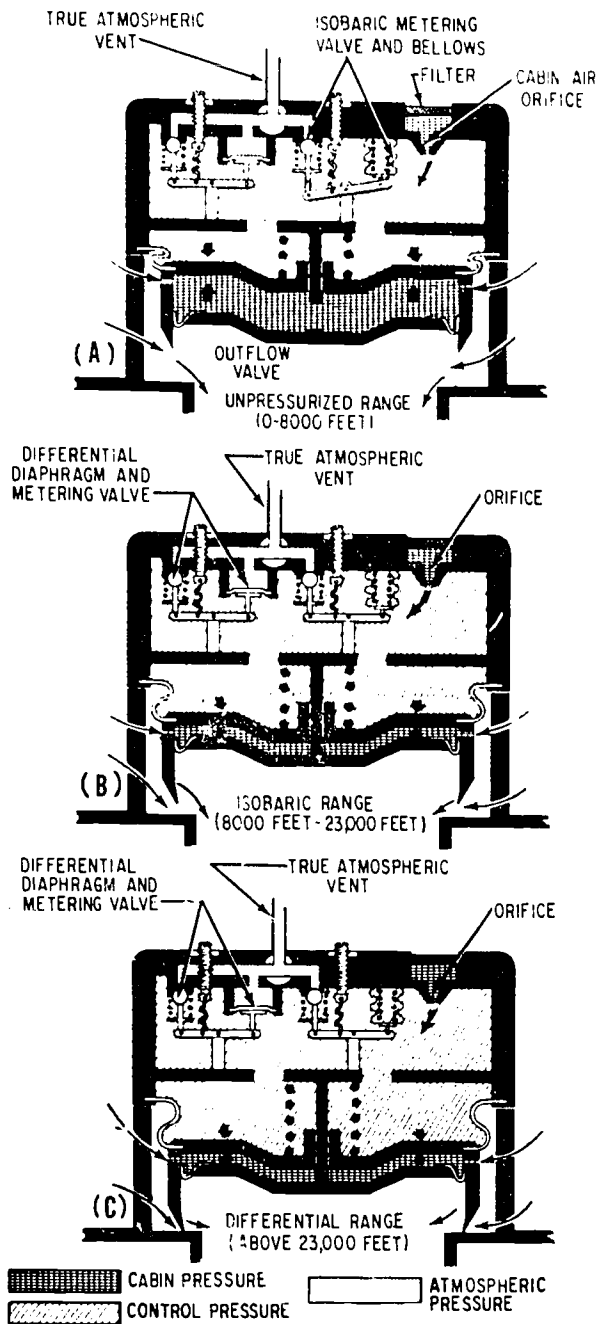 TRUE ATMOSPHERIC
VENT
ISOBARIC METERING
VALVE AND BELLOWS
FILTER
CABIN AIR
ORIFICE
(A)
OUTFLOW
VALVE
UNPRESSURIZED RANGE
(0-8000 FEET)
DIFFERENTIAL
DIAPHRAGM AND
METERING VALVE
TRUE ATMOSPHERIC
VENT
ORIFICE
(B)
ISOBARIC RANGE
(8000 FEET-23,000 FEET)
DIFFERENTIAL
DIAPHRAGM AND
METERING VALVE
TRUE ATMOSPHERIC
VENT
ORIFICE
(C)
DIFFERENTIAL RANGE
(ABOVE 23,000 FEET)
CABIN PRESSURE
ATMOSPHERIC
PRESSURE
CONTROL PRESSURE